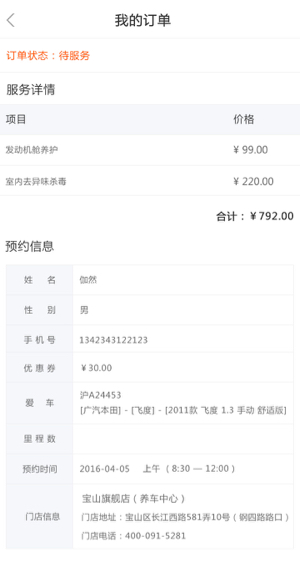 我的订单
订单状态：待服务
服务详情
项目 价格
发动机舱养护 ¥ 99.00
室内去异味杀毒 ¥ 220.00
合计：¥ 792.00
预约信息
姓 名 伽然
性 别 男
手 机 号 1342343122123
优 惠 券 ¥ 30.00
爱 车 沪A24453
[广汽本田] - [飞度] - [2011款 飞度 1.3 手动 舒适版]
里 程 数
预约时间 2016-04-05 上午（8:30 — 12:00）
门店信息 宝山旗舰店（养车中心）
门店地址：宝山区长江西路581弄10号（钢四路路口）
门店电话：400-091-5281